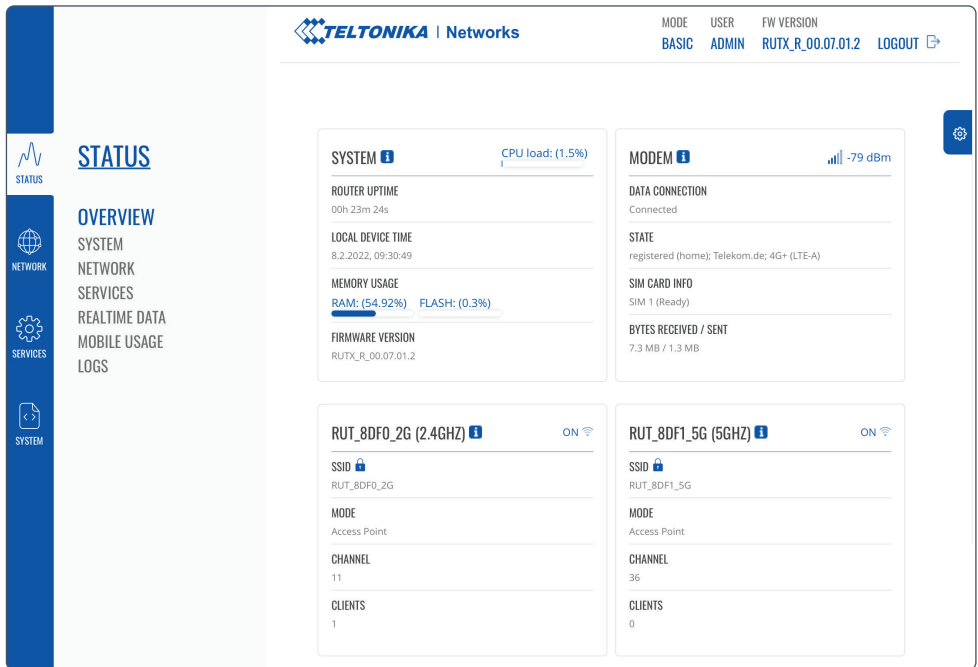 TELTONIKA | Networks
MODE USER FW VERSION
BASIC ADMIN RUTX_R_00.07.01.2 LOGOUT
STATUS
NETWORK
SERVICES
SYSTEM
STATUS
OVERVIEW
SYSTEM
NETWORK
SERVICES
REALTIME DATA
MOBILE USAGE
LOGS
SYSTEM i CPU load: (1.5%)
ROUTER UPTIME
00h 23m 24s
LOCAL DEVICE TIME
8.2.2022, 09:30:49
MEMORY USAGE
RAM: (54.92%) FLASH: (0.3%)
FIRMWARE VERSION
RUTX_R_00.07.01.2
MODEM i -79 dBm
DATA CONNECTION
Connected
STATE
registered (home); Telekom.de; 4G+ (LTE-A)
SIM CARD INFO
SIM 1 (Ready)
BYTES RECEIVED / SENT
7.3 MB / 1.3 MB
RUT_8DF0_2G (2.4GHZ) i ON
SSID
RUT_8DF0_2G
MODE
Access Point
CHANNEL
11
CLIENTS
1
RUT_8DF1_5G (5GHZ) i ON
SSID
RUT_8DF1_5G
MODE
Access Point
CHANNEL
36
CLIENTS
0